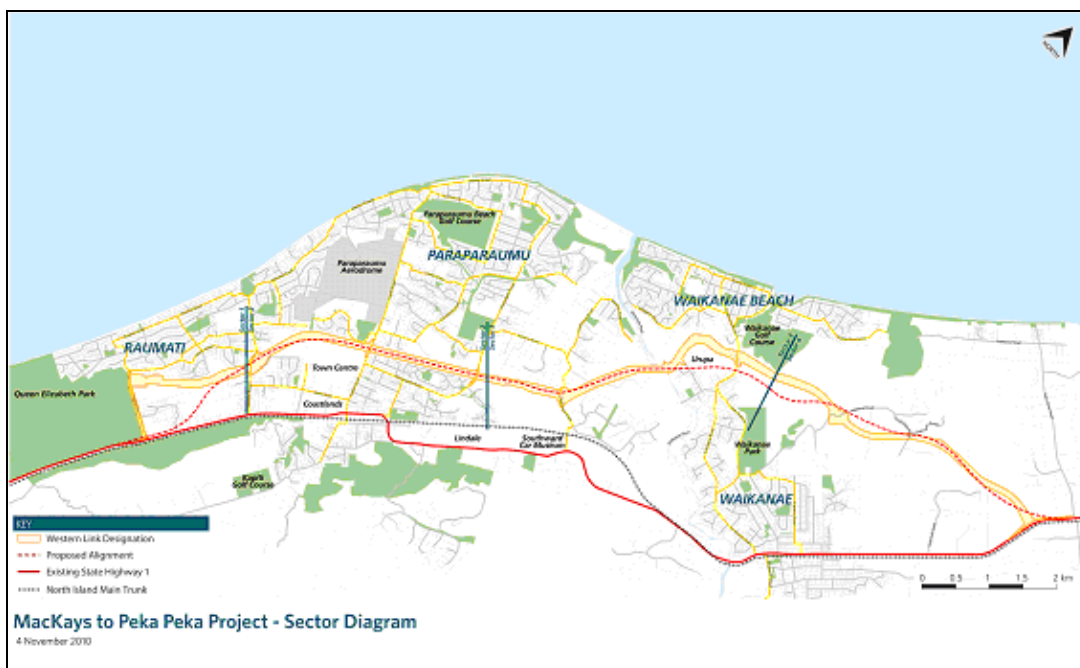 NORTH
Paraparaumu Beach
Golf Course
Paraparaumu
Aerodrome
PARAPARAUMU
WAIKANAE BEACH
Waikanae
Golf
Course
RAUMATI
Urupa
Town Centre
Queen Elizabeth Park
Coastlands
Lindale
Southward
Car Museum
Waikanae
Park
Kapiti
Golf Course
WAIKANAE
KEY
Western Link Designation
Proposed Alignment
Existing State Highway 1
North Island Main Trunk
0 0.5 1 1.5 2 km
MacKays to Peka Peka Project - Sector Diagram
4 November 2010